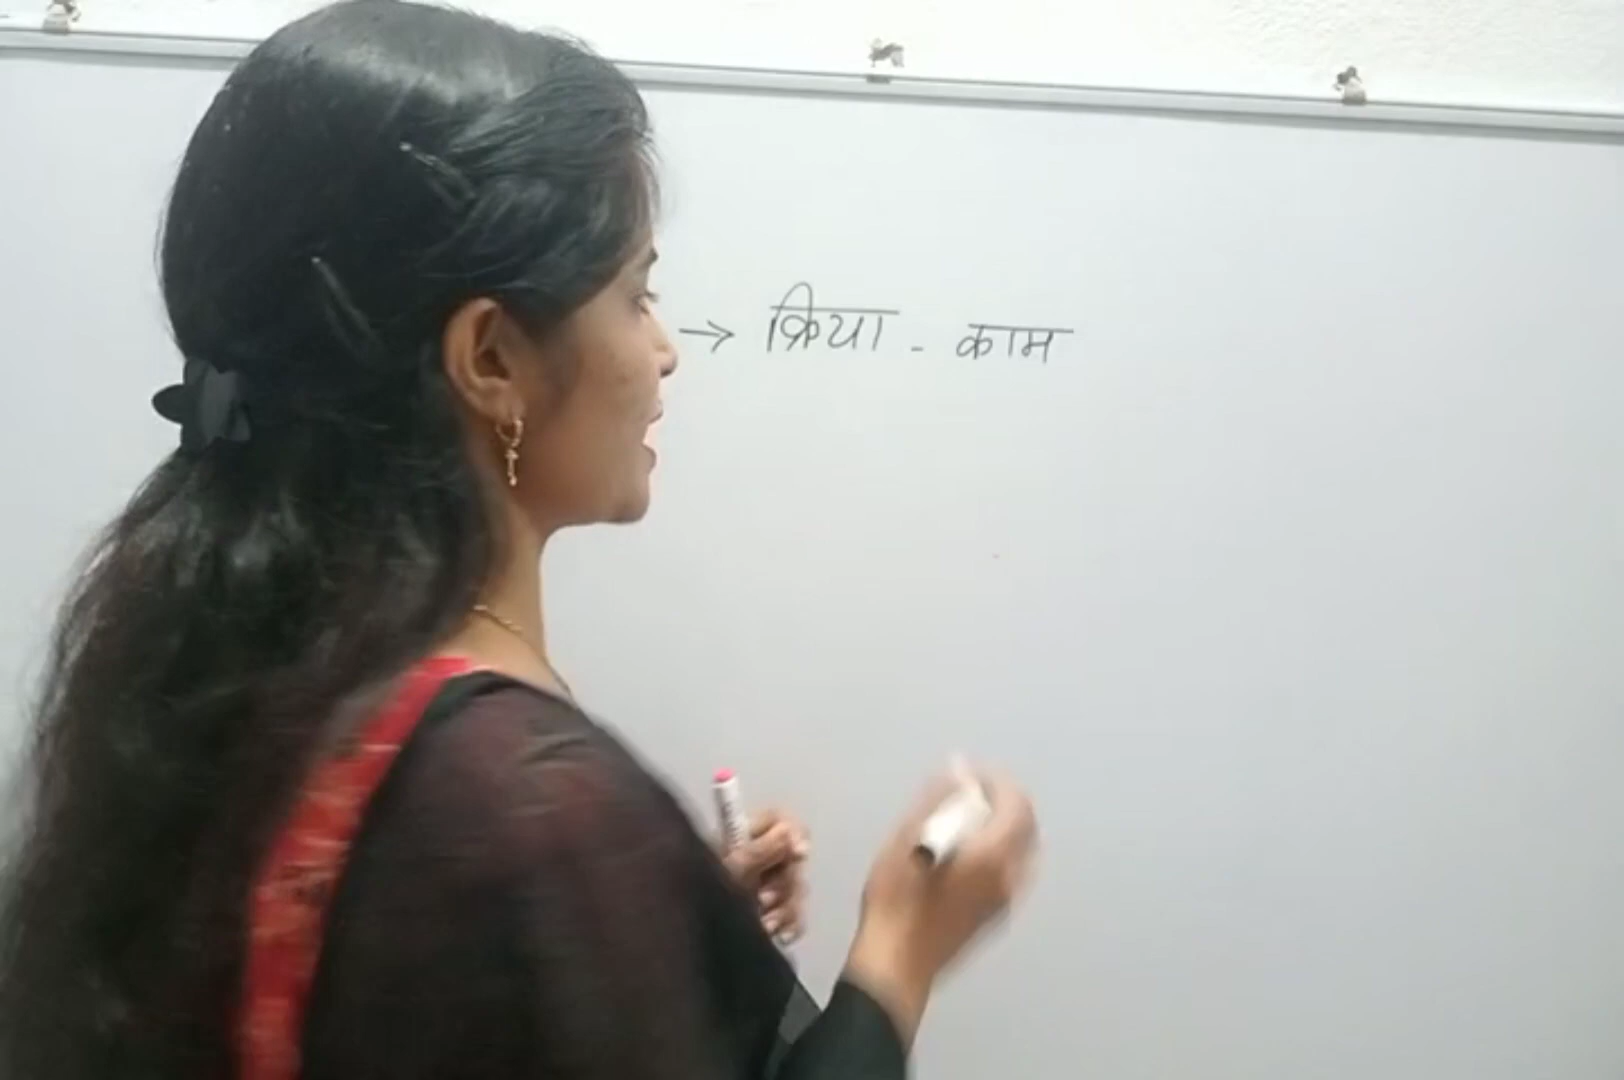 → क्रिया - काम